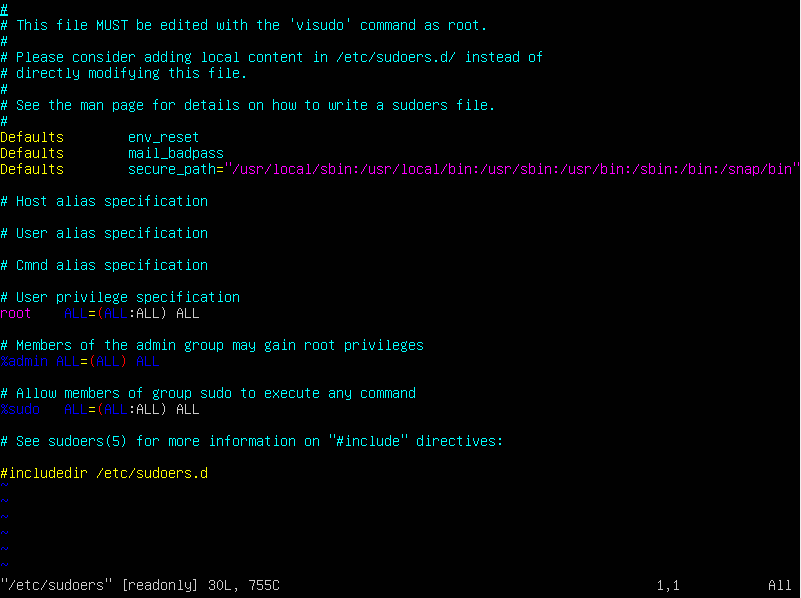 #
# This file MUST be edited with the 'visudo' command as root.
#
# Please consider adding local content in /etc/sudoers.d/ instead of
# directly modifying this file.
#
# See the man page for details on how to write a sudoers file.
#
Defaults        env_reset
Defaults        mail_badpass
Defaults        secure_path="/usr/local/sbin:/usr/local/bin:/usr/sbin:/usr/bin:/sbin:/bin:/snap/bin"
# Host alias specification
# User alias specification
# Cmnd alias specification
# User privilege specification
root    ALL=(ALL:ALL) ALL
# Members of the admin group may gain root privileges
%admin ALL=(ALL) ALL
# Allow members of group sudo to execute any command
%sudo   ALL=(ALL:ALL) ALL
# See sudoers(5) for more information on "#include" directives:
#includedir /etc/sudoers.d
~
~
~
~
~
~
"/etc/sudoers" [readonly] 30L, 755C                                               1,1           All